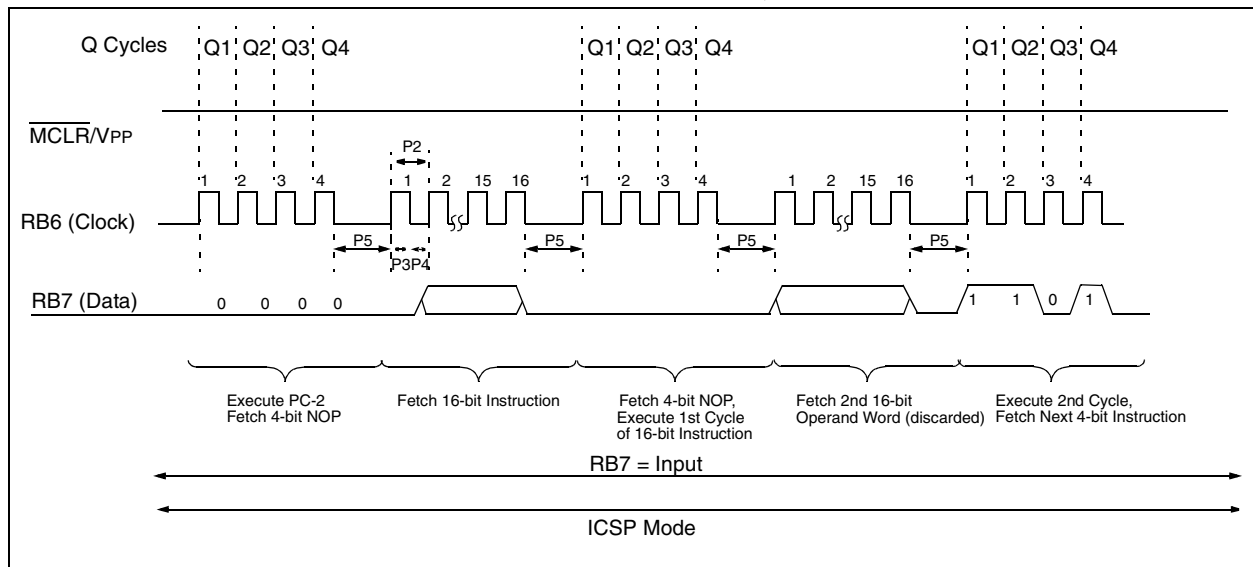 Q Cycles Q1 Q2 Q3 Q4 Q1 Q2 Q3 Q4 Q1 Q2 Q3 Q4
MCLR/VPP
P2
1 2 3 4 1 2 15 16 1 2 3 4 1 2 15 16 1 2 3 4
RB6 (Clock)
P5 P3 P4 P5 P5 P5
RB7 (Data) 0 0 0 0 1 1 0 1
Execute PC-2
Fetch 4-bit NOP
Fetch 16-bit Instruction
Fetch 4-bit NOP,
Execute 1st Cycle
of 16-bit Instruction
Fetch 2nd 16-bit
Operand Word (discarded)
Execute 2nd Cycle,
Fetch Next 4-bit Instruction
RB7 = Input
ICSP Mode